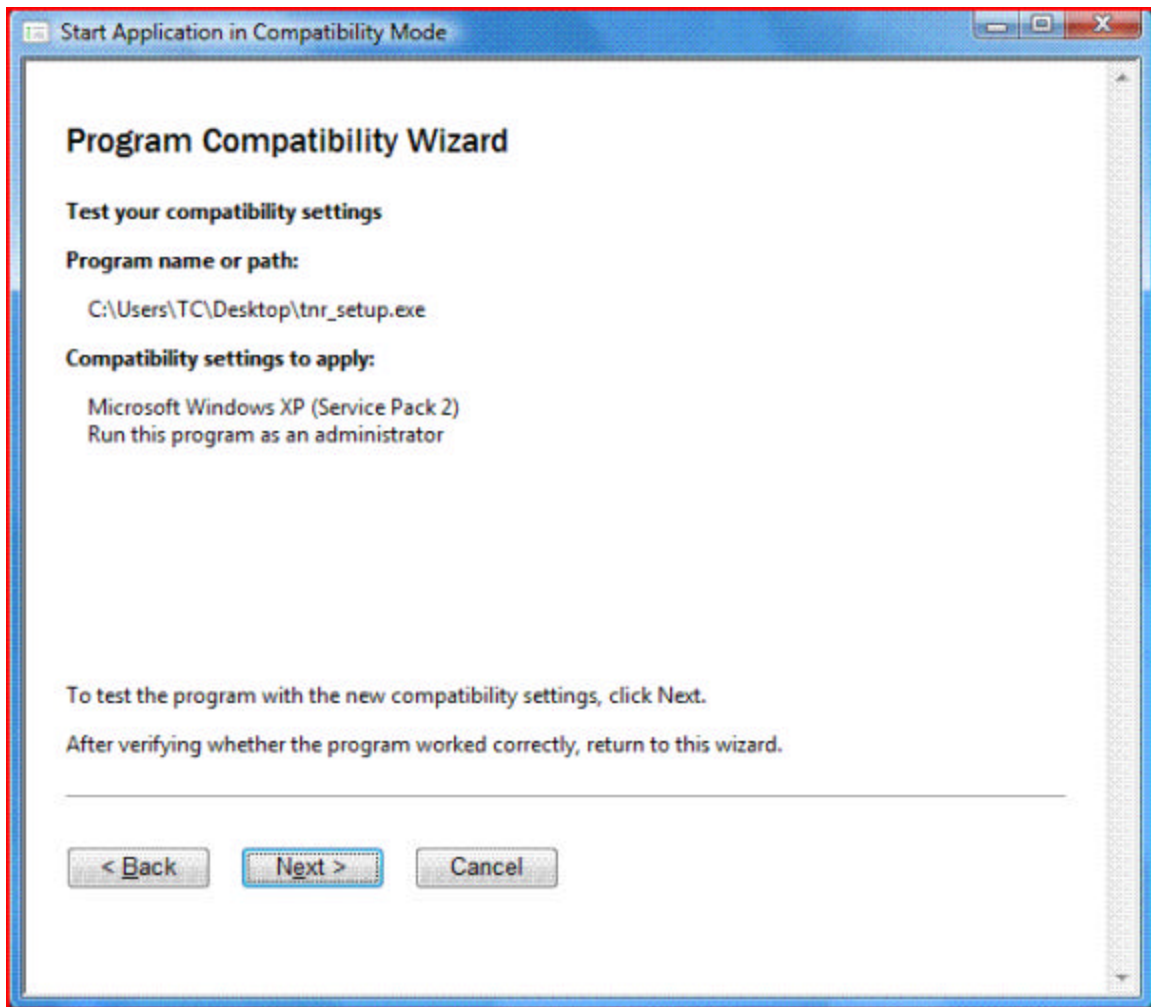 Start Application in Compatibility Mode
Program Compatibility Wizard
Test your compatibility settings
Program name or path:
C:\Users\TC\Desktop\tnr_setup.exe
Compatibility settings to apply:
Microsoft Windows XP (Service Pack 2)
Run this program as an administrator
To test the program with the new compatibility settings, click Next.
After verifying whether the program worked correctly, return to this wizard.
< Back Next > Cancel